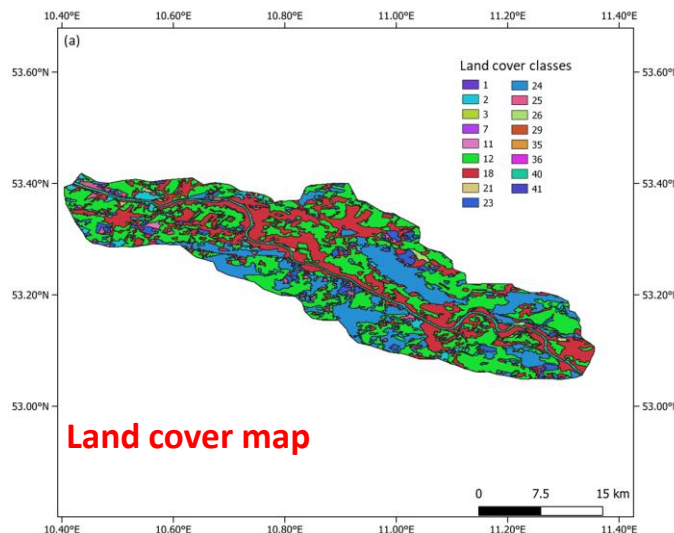 10.40°E 10.60°E 10.80°E 11.00°E 11.20°E 11.40°E
(a)
53.60°N 53.60°N
Land cover classes
1 24
2 25
3 26
7 29
11 35
12 36
18 40
21 41
23
53.40°N 53.40°N
53.20°N 53.20°N
53.00°N 53.00°N
Land cover map
0 7.5 15 km
10.40°E 10.60°E 10.80°E 11.00°E 11.20°E 11.40°E